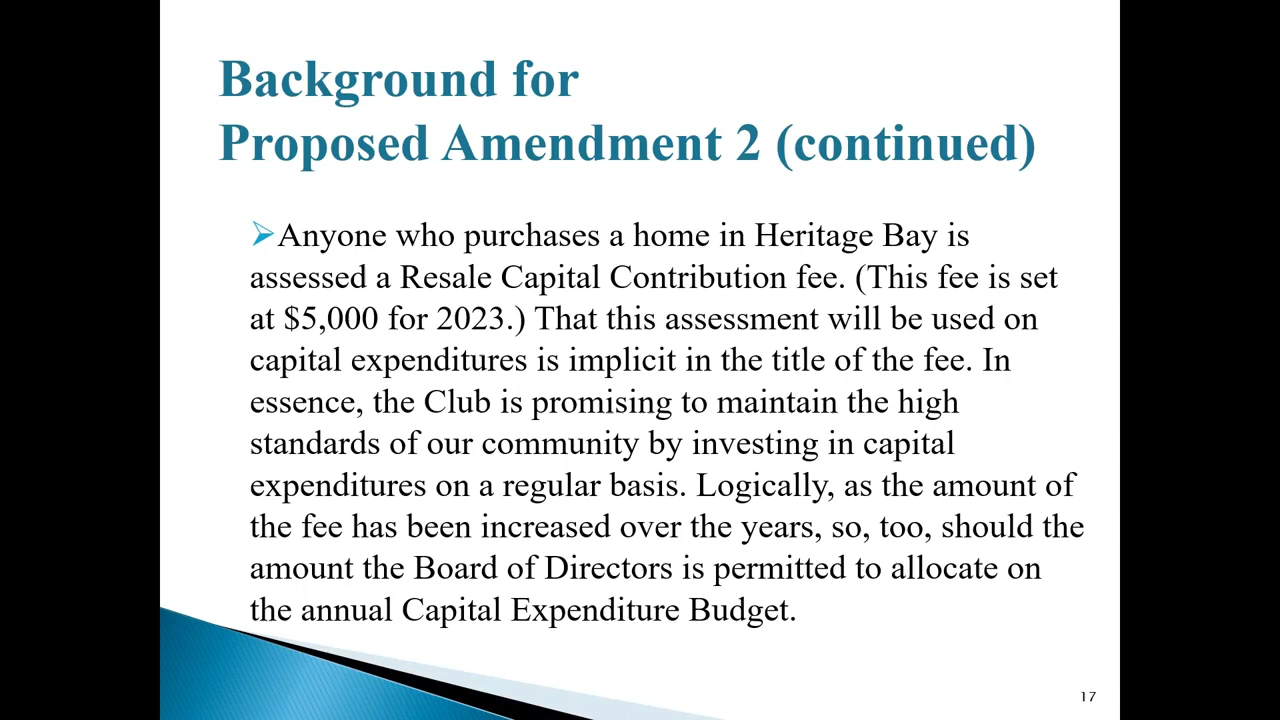 Background for
Proposed Amendment 2 (continued)
Anyone who purchases a home in Heritage Bay is
assessed a Resale Capital Contribution fee. (This fee is set
at $5,000 for 2023.) That this assessment will be used on
capital expenditures is implicit in the title of the fee. In
essence, the Club is promising to maintain the high
standards of our community by investing in capital
expenditures on a regular basis. Logically, as the amount of
the fee has been increased over the years, so, too, should the
amount the Board of Directors is permitted to allocate on
the annual Capital Expenditure Budget.
17